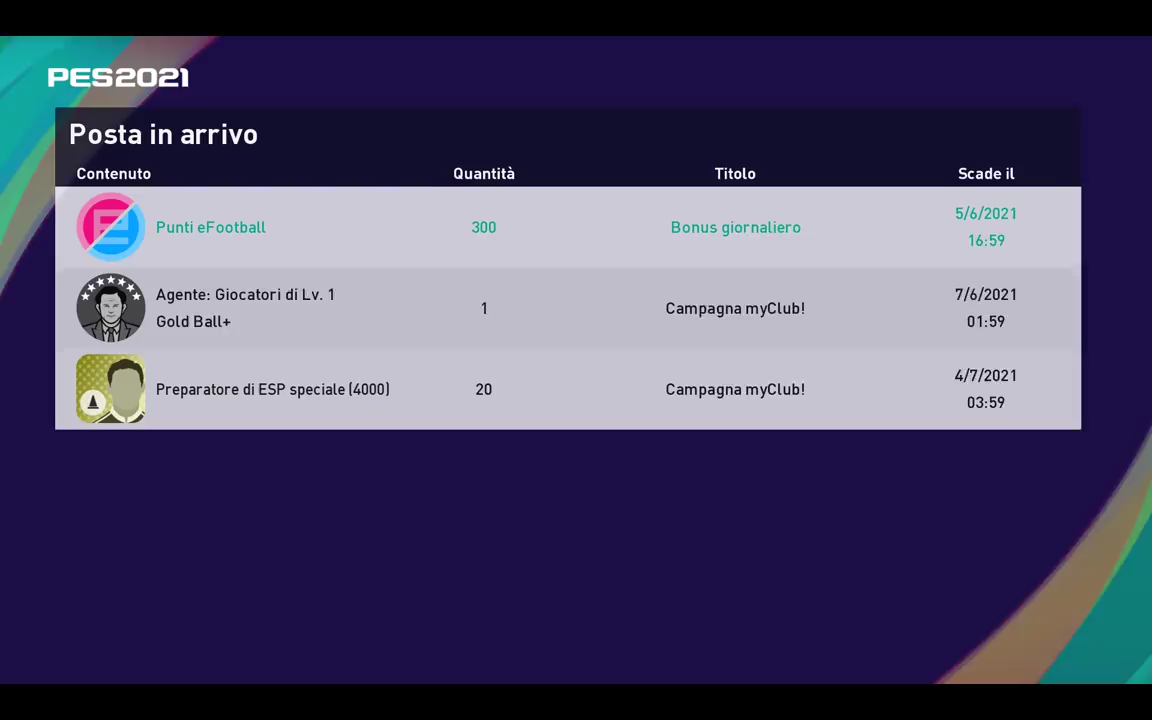 PES2021
Posta in arrivo
Contenuto Quantità Titolo Scade il
Punti eFootball 300 Bonus giornaliero 5/6/2021
16:59
Agente: Giocatori di Lv. 1
Gold Ball+ 1 Campagna myClub! 7/6/2021
01:59
Preparatore di ESP speciale (4000) 20 Campagna myClub! 4/7/2021
03:59